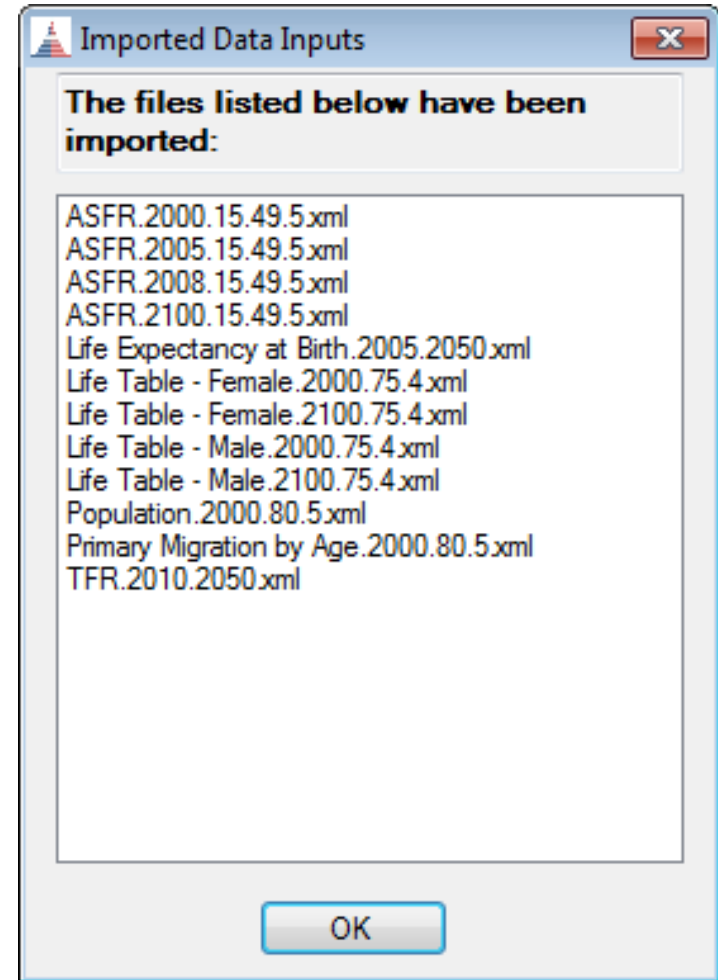 Imported Data Inputs
The files listed below have been
imported:
ASFR.2000.15.49.5.xml
ASFR.2005.15.49.5.xml
ASFR.2008.15.49.5.xml
ASFR.2100.15.49.5.xml
Life Expectancy at Birth.2005.2050.xml
Life Table - Female.2000.75.4.xml
Life Table - Female.2100.75.4.xml
Life Table - Male.2000.75.4.xml
Life Table - Male.2100.75.4.xml
Population.2000.80.5.xml
Primary Migration by Age.2000.80.5.xml
TFR.2010.2050.xml
OK